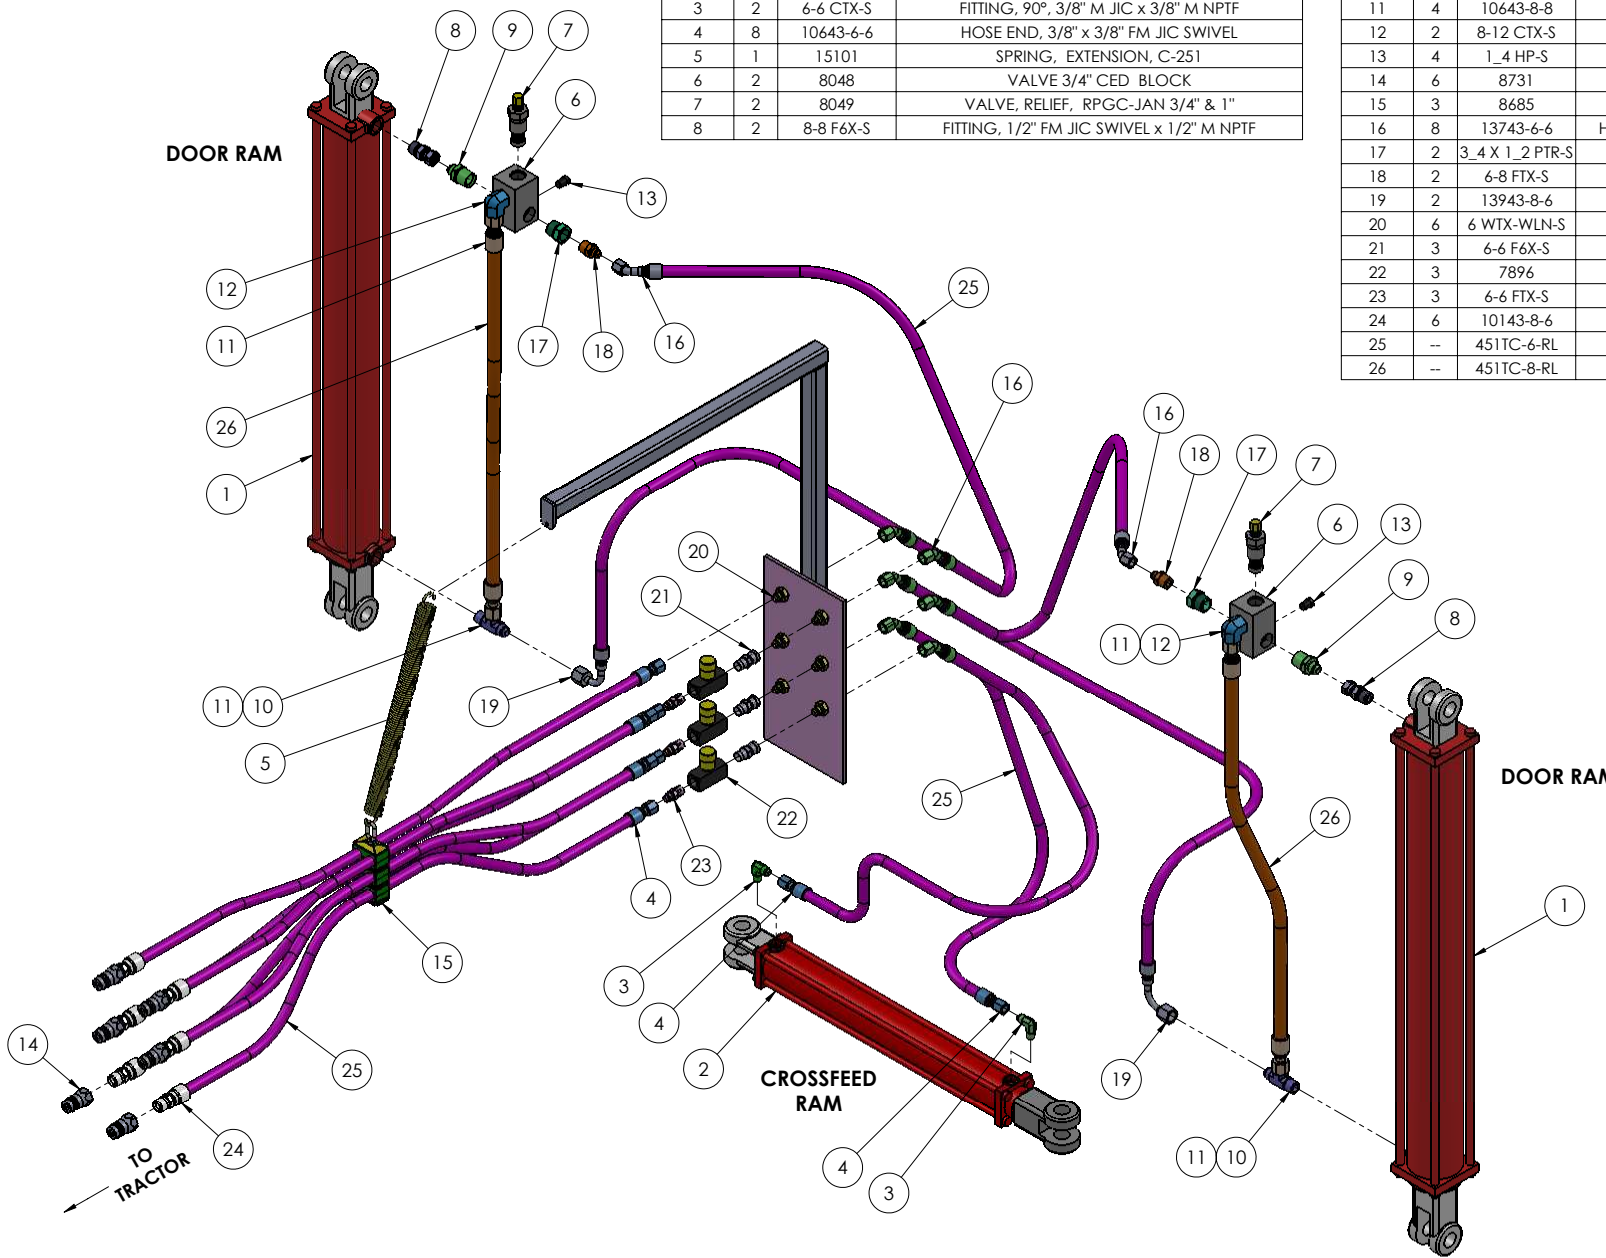 3 2 6-6 CTX-S FITTING, 90°, 3/8" M JIC x 3/8" M NPTF
4 8 10643-6-6 HOSE END, 3/8" x 3/8" FM JIC SWIVEL
5 1 15101 SPRING, EXTENSION, C-251
6 2 8048 VALVE 3/4" CED BLOCK
7 2 8049 VALVE, RELIEF, RPGC-JAN 3/4" & 1"
8 2 8-8 F6X-S FITTING, 1/2" FM JIC SWIVEL x 1/2" M NPTF
11 4 10643-8-8
12 2 8-12 CTX-S
13 4 1_4 HP-S
14 6 8731
15 3 8685
16 8 13743-6-6 H
17 2 3_4 X 1_2 PTR-S
18 2 6-8 FTX-S
19 2 13943-8-6
20 6 6 WTX-WLN-S
21 3 6-6 F6X-S
22 3 7896
23 3 6-6 FTX-S
24 6 10143-8-6
25 -- 451TC-6-RL
26 -- 451TC-8-RL
8 9 7
6
DOOR RAM
13
12
11
17 18 16
25
26
1
16
16
18 17 7
6 13
20
21
11 12
9
8
19
11 10
5
DOOR RAM
25
22
26
23
4
1
15
3
4
2
CROSSFEED
RAM
14
25
24
19
4
3
11 10
TO
TRACTOR